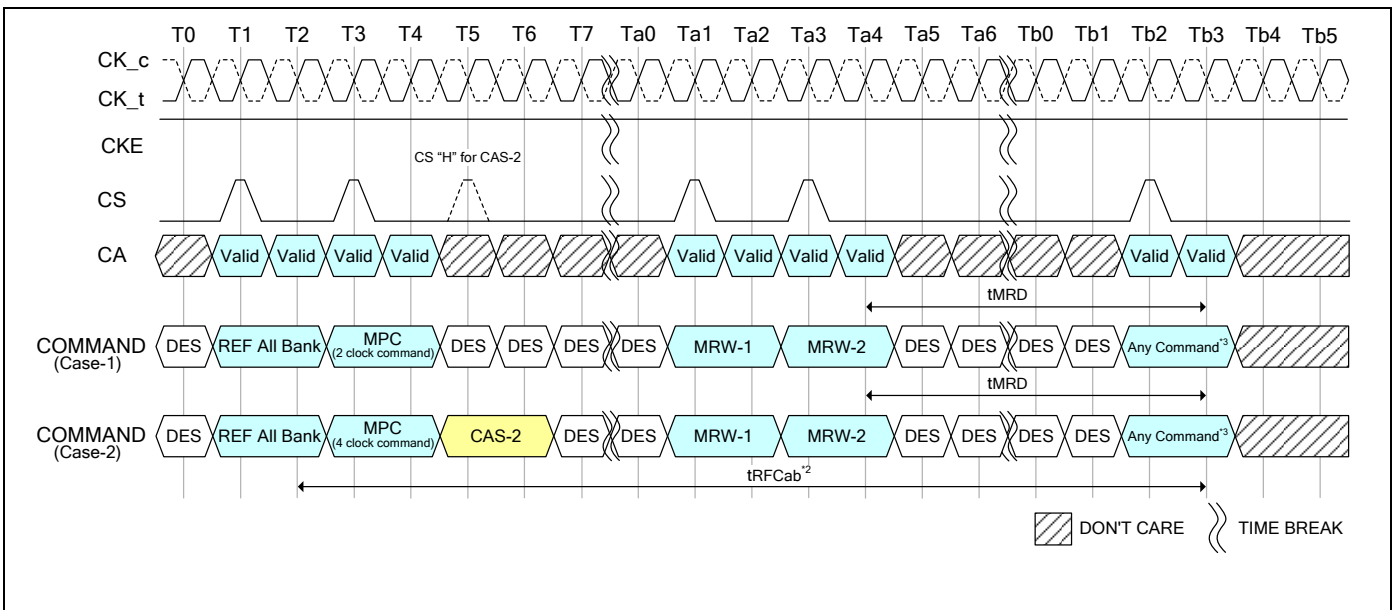 T0 T1 T2 T3 T4 T5 T6 T7 Ta0 Ta1 Ta2 Ta3 Ta4 Ta5 Ta6 Tb0 Tb1 Tb2 Tb3 Tb4 Tb5
CK_c
CK_t
CKE
CS "H" for CAS-2
CS
CA Valid Valid Valid Valid Valid Valid Valid Valid Valid Valid
tMRD
COMMAND (Case-1) DES REF All Bank MPC (2 clock command) DES DES DES DES MRW-1 MRW-2 DES DES DES DES Any Command*3
tMRD
COMMAND (Case-2) DES REF All Bank MPC (4 clock command) CAS-2 DES DES MRW-1 MRW-2 DES DES DES DES Any Command*3
tRFCab*2
DON'T CARE TIME BREAK